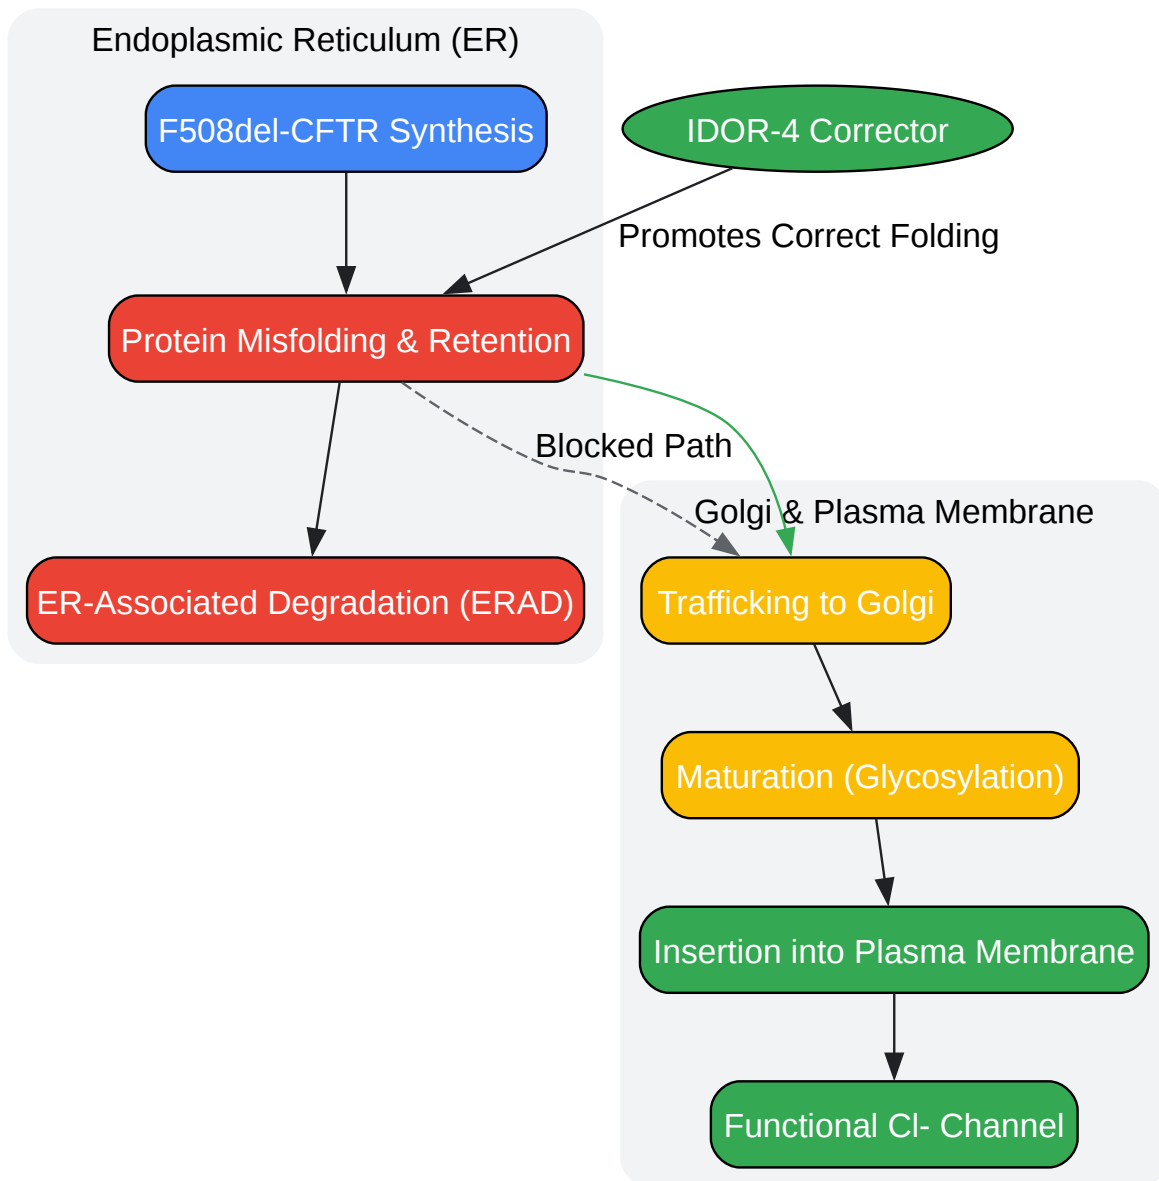 Endoplasmic Reticulum (ER)
F508del-CFTR Synthesis
IDOR-4 Corrector
Promotes Correct Folding
Protein Misfolding & Retention
Blocked Path
Golgi & Plasma Membrane
ER-Associated Degradation (ERAD)
Trafficking to Golgi
Maturation (Glycosylation)
Insertion into Plasma Membrane
Functional Cl- Channel